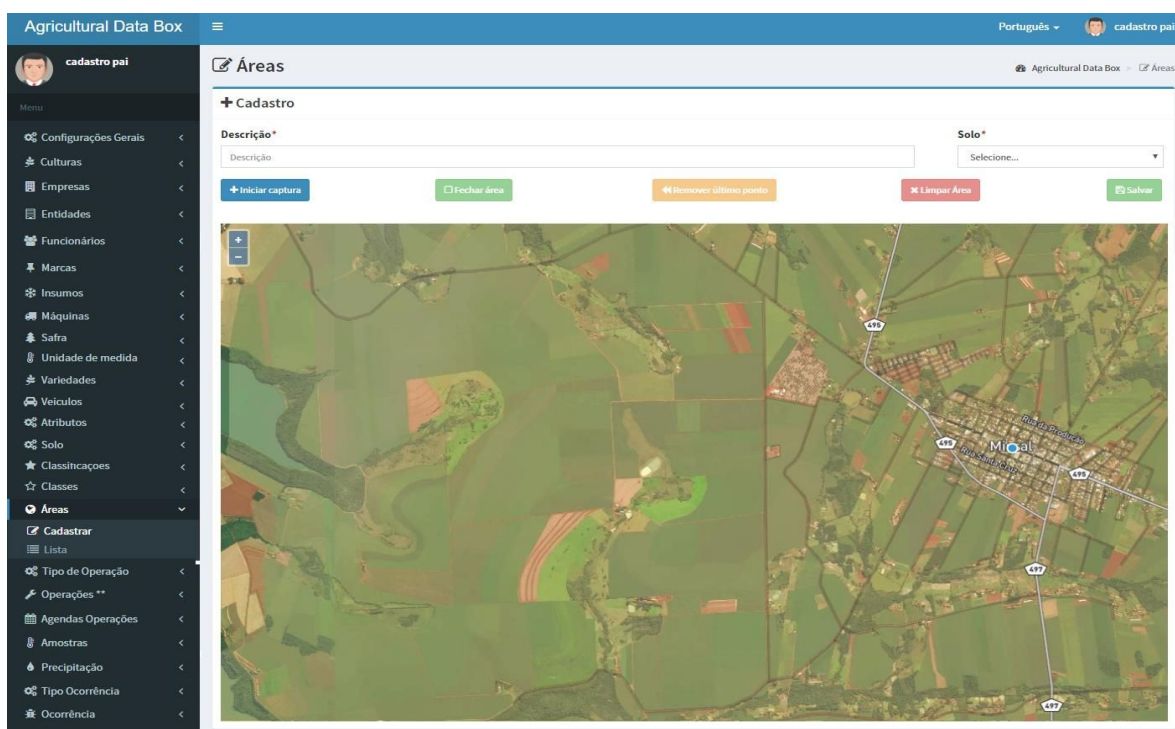 Agricultural Data Box
Português
cadastro pai
cadastro pai
Menu
Configurações Gerais
Culturas
Empresas
Entidades
Funcionários
Marcas
Insumos
Máquinas
Safra
Unidade de medida
Variedades
Veiculos
Atributos
Solo
Classincaçoes
Classes
Áreas
Cadastrar
Lista
Tipo de Operação
Operações **
Agendas Operações
Amostras
Precipitação
Tipo Ocorrência
Ocorrência
Áreas
Agricultural Data Box > Áreas
+ Cadastro
Descrição*
Solo*
Descrição
Selecione...
+ Iniciar captura
Fechar área
Remover último ponto
Limpar Área
Salvar
+
−
495
Rua da Produção
495
Rua Santa Cruz
495
497
497